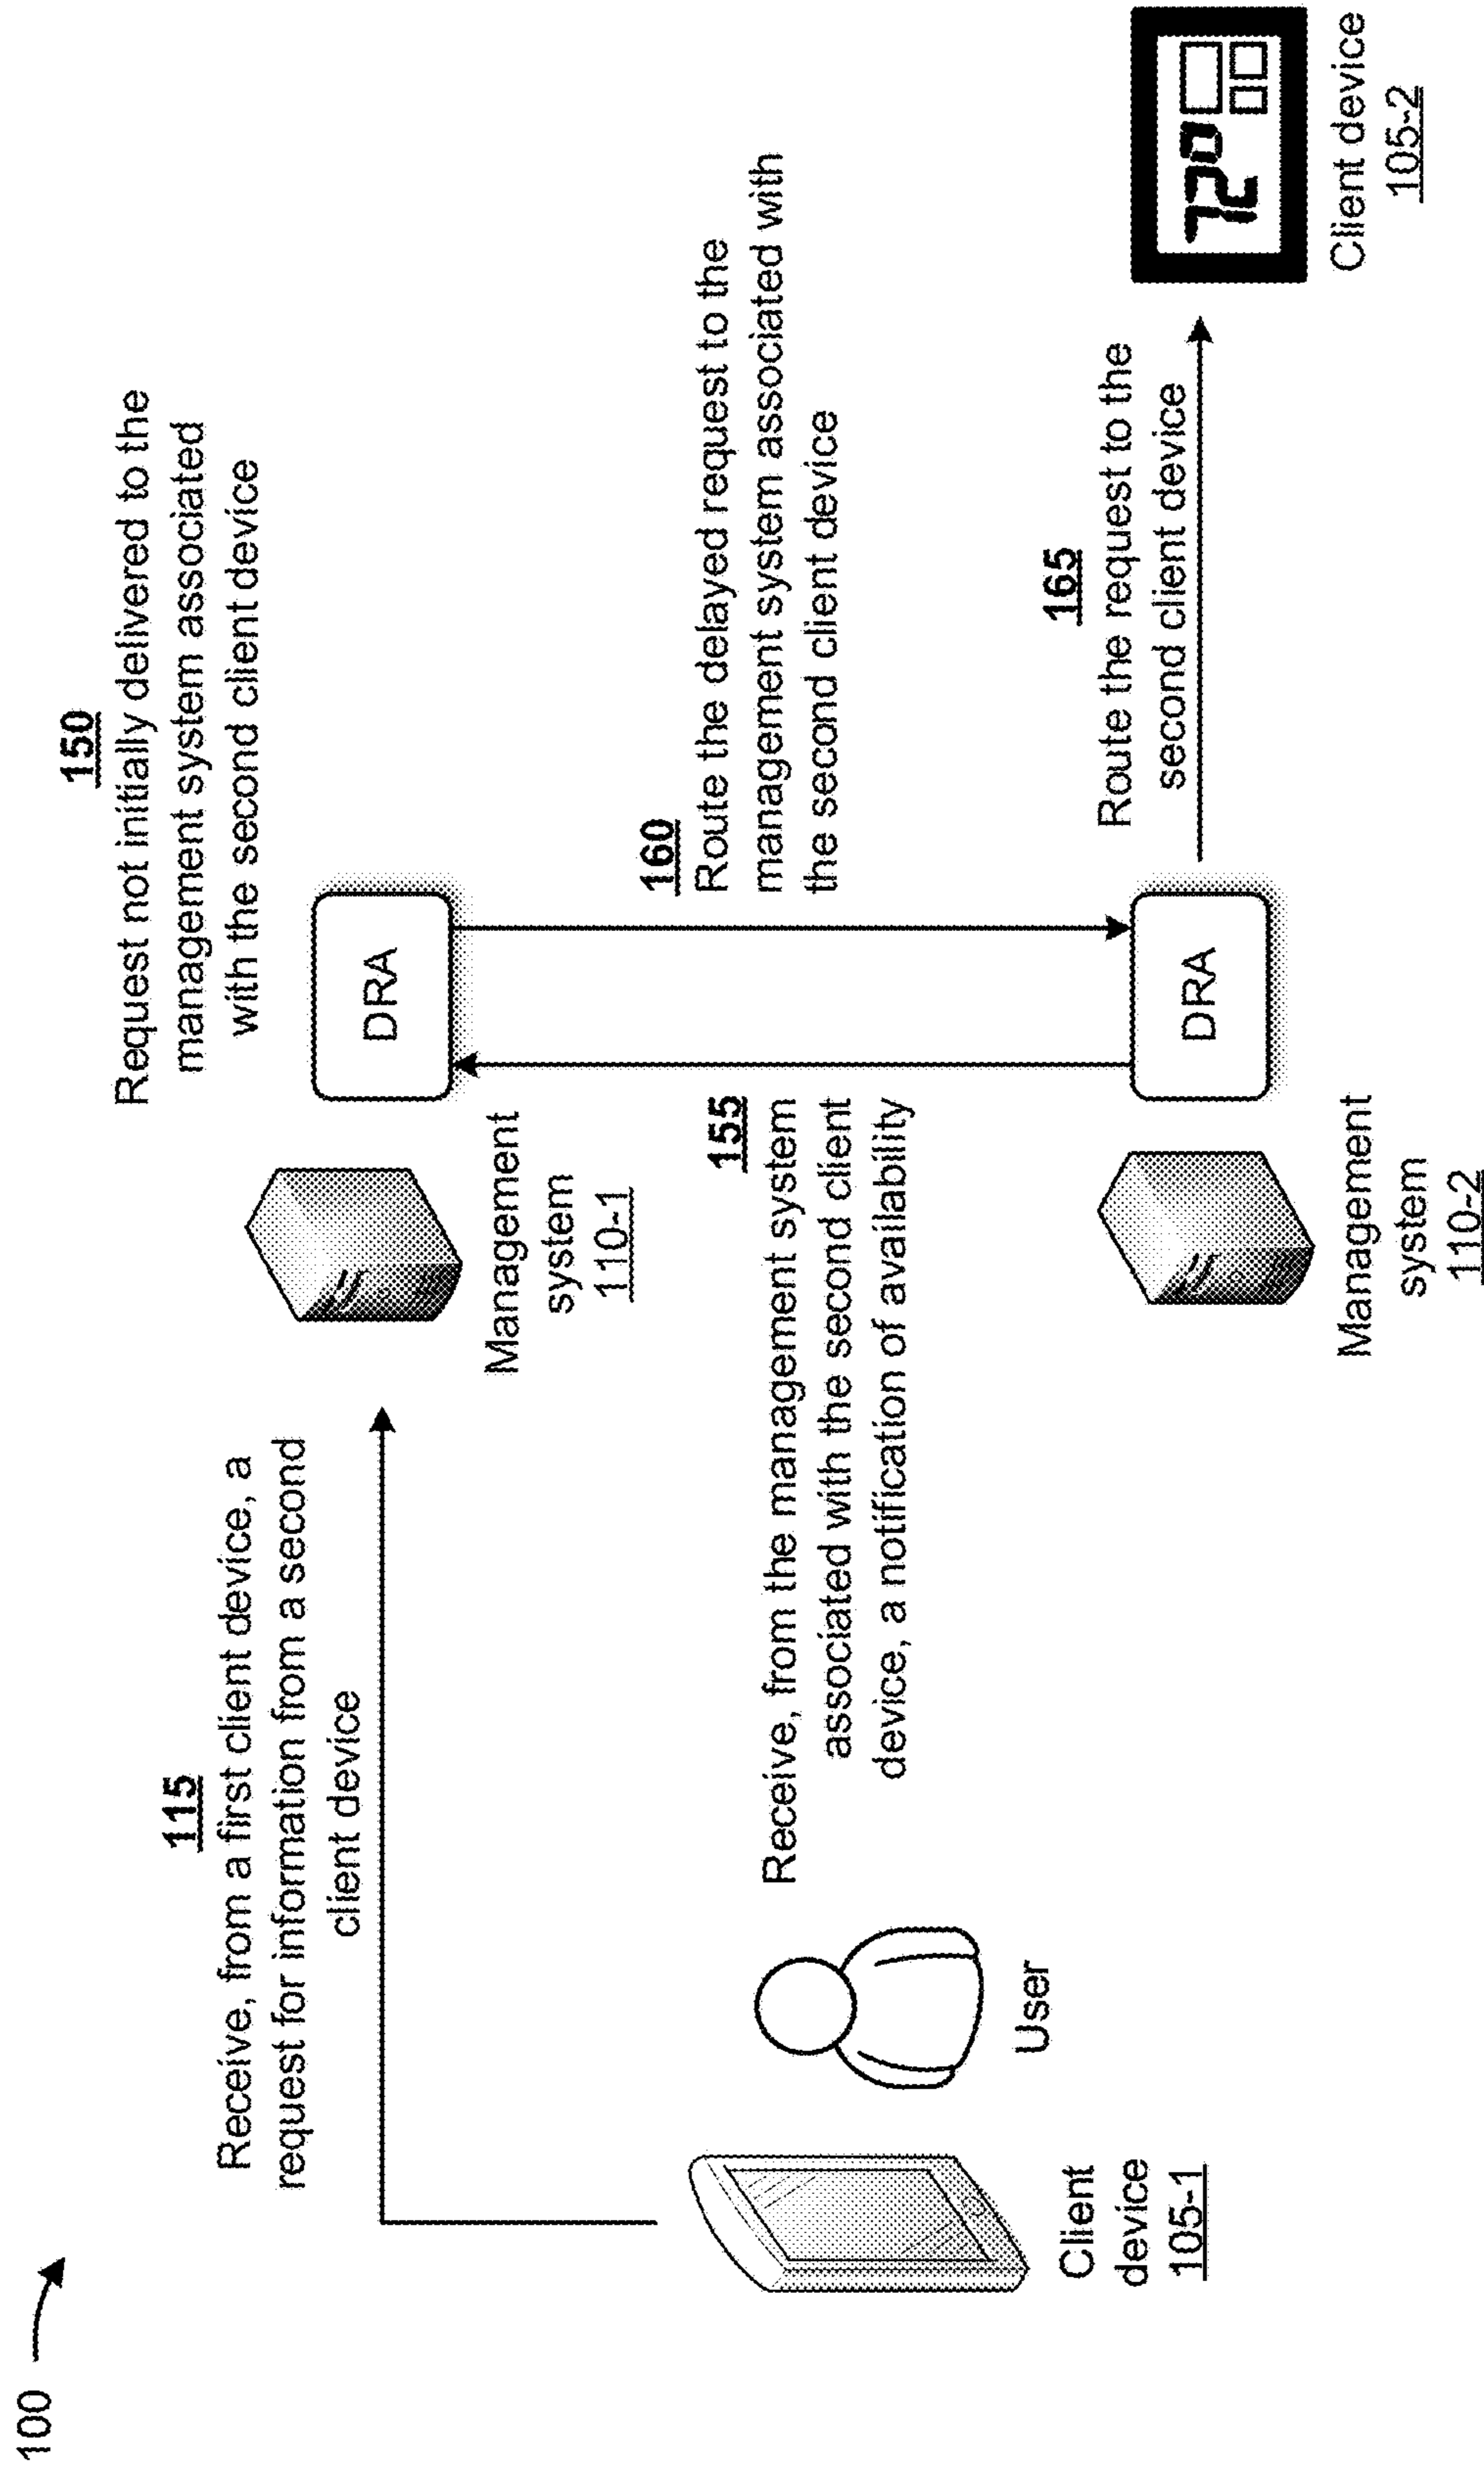 100
115
Receive, from a first client device, a
request for information from a second
client device
150
Request not initially delivered to the
management system associated
with the second client device
DRA
Management
system
110-1
155
Receive, from the management system
associated with the second client
device, a notification of availability
160
Route the delayed request to the
management system associated with
the second client device
Client
device
105-1
User
DRA
Management
system
110-2
165
Route the request to the
second client device
72°
Client device
105-2